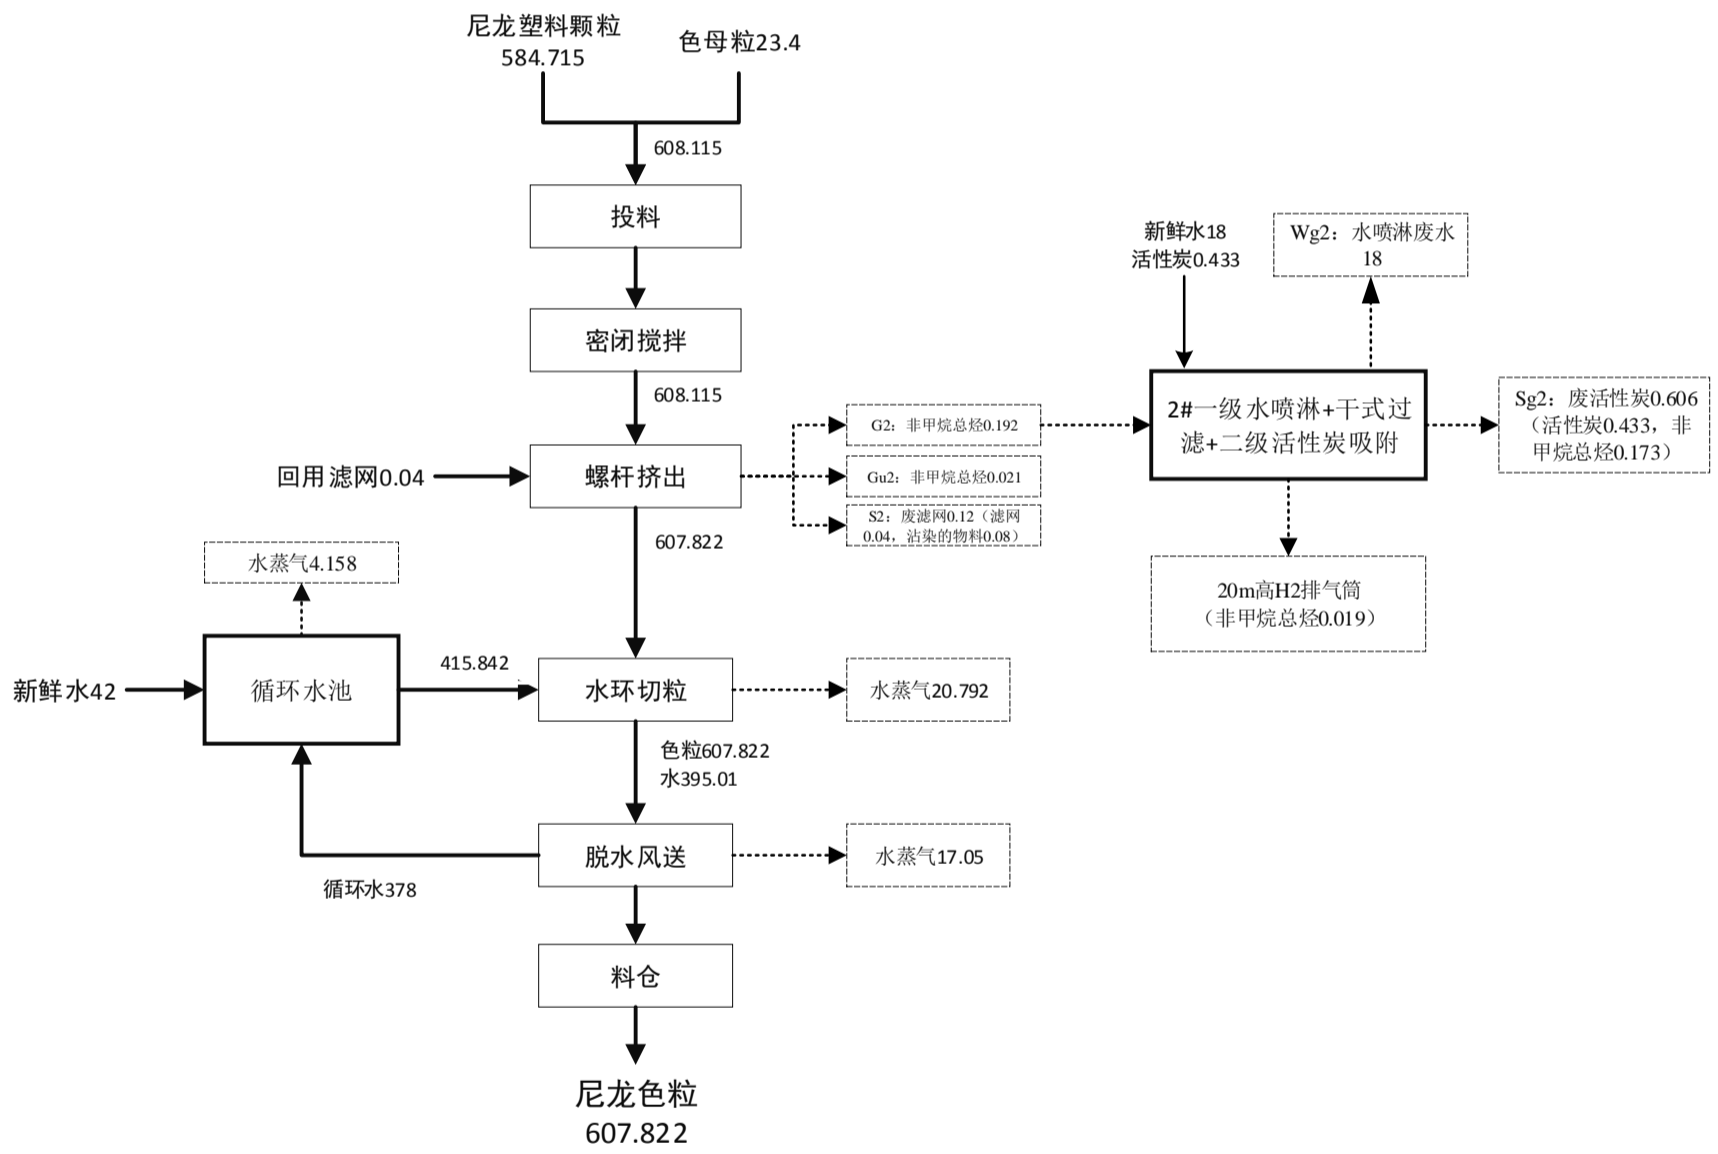 尼龙塑料颗粒
584.715
色母粒23.4
608.115
投料
密闭搅拌
608.115
回用滤网0.04
螺杆挤出
G2：非甲烷总烃0.192
Gu2：非甲烷总烃0.021
S2：废滤网0.12（滤网
0.04，沾染的物料0.08）
新鲜水18
活性炭0.433
Wg2：水喷淋废水
18
2#一级水喷淋+干式过
滤+二级活性炭吸附
Sg2：废活性炭0.606
（活性炭0.433，非
甲烷总烃0.173）
20m高H2排气筒
（非甲烷总烃0.019）
607.822
水蒸气4.158
新鲜水42
循环水池
415.842
水环切粒
水蒸气20.792
色粒607.822
水395.01
脱水风送
水蒸气17.05
循环水378
料仓
尼龙色粒
607.822